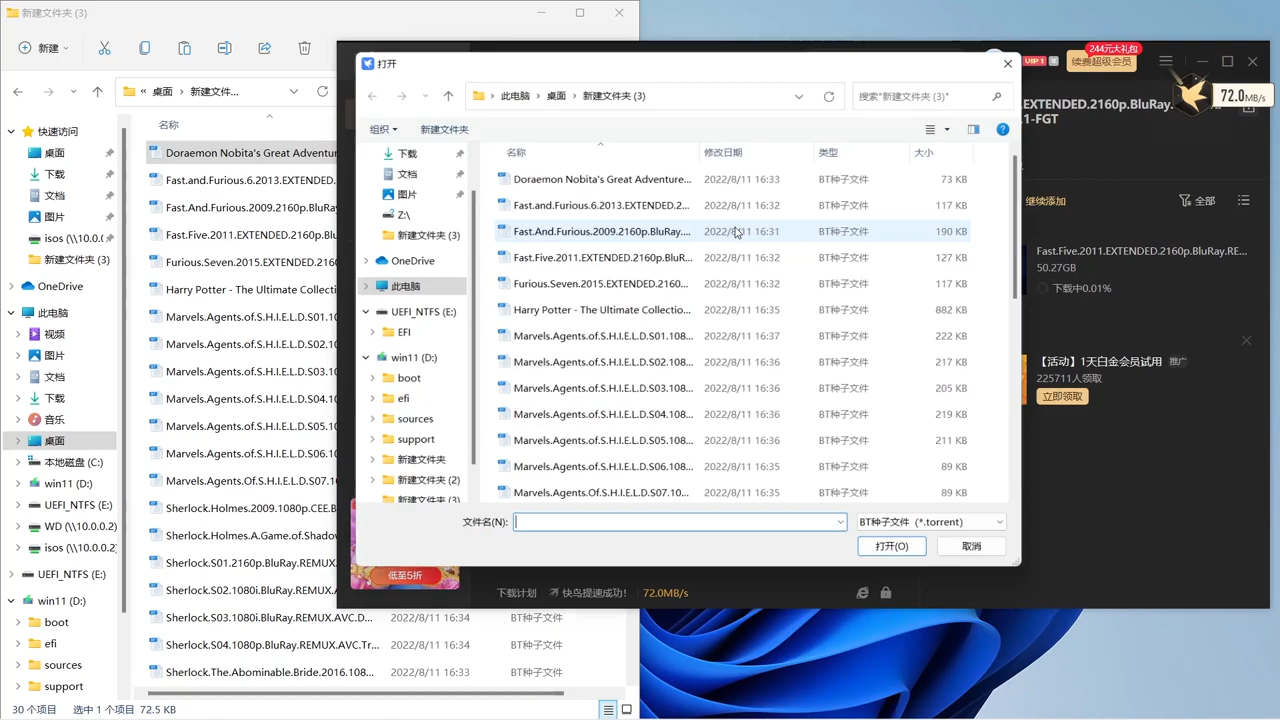 新建文件夹 (3)
新建
桌面
新建文件夹...
快速访问
桌面
下载
文档
图片
isos (\\10.0.(
新建文件夹 (3)
OneDrive
此电脑
视频
图片
文档
下载
音乐
桌面
本地磁盘 (C:)
win11 (D:)
UEFI_NTFS (E:)
WD (\\10.0.0.2)
isos (\\10.0.0.2)
UEFI_NTFS (E:)
win11 (D:)
boot
efi
sources
support
名称
Doraemon Nobita's Great Adventur
Fast.and.Furious.6.2013.EXTENDED.
Fast.And.Furious.2009.2160p.BluRay
Fast.Five.2011.EXTENDED.2160p.Blu
Furious.Seven.2015.EXTENDED.2160
Harry Potter - The Ultimate Collecti
Marvels.Agents.of.S.H.I.E.L.D.S01.108
Marvels.Agents.of.S.H.I.E.L.D.S02.108
Marvels.Agents.of.S.H.I.E.L.D.S03.108
Marvels.Agents.of.S.H.I.E.L.D.S04.108
Marvels.Agents.of.S.H.I.E.L.D.S05.108
Marvels.Agents.of.S.H.I.E.L.D.S06.108
Marvels.Agents.Of.S.H.I.E.L.D.S07.10
Sherlock.Holmes.2009.1080p.CEE.B
Sherlock.Holmes.A.Game.of.Shadow
Sherlock.S01.2160p.BluRay.REMUX.
Sherlock.S02.1080i.BluRay.REMUX.A
Sherlock.S03.1080i.BluRay.REMUX.AVC.D... 2022/8/11 16:34 BT种子文件
Sherlock.S04.1080p.BluRay.REMUX.AVC.Tr... 2022/8/11 16:34 BT种子文件
Sherlock.The.Abominable.Bride.2016.108... 2022/8/11 16:33 BT种子文件
30 个项目 选中 1 个项目 72.5 KB
打开
此电脑
桌面
新建文件夹 (3)
搜索"新建文件夹 (3)"
组织
新建文件夹
下载
文档
图片
Z:\
新建文件夹 (3)
OneDrive
此电脑
UEFI_NTFS (E:)
EFI
win11 (D:)
boot
efi
sources
support
新建文件夹
新建文件夹 (2)
新建文件夹 (3)
名称 修改日期 类型 大小
Doraemon Nobita's Great Adventure... 2022/8/11 16:33 BT种子文件 73 KB
Fast.and.Furious.6.2013.EXTENDED.2... 2022/8/11 16:32 BT种子文件 117 KB
Fast.And.Furious.2009.2160p.BluRay.... 2022/8/11 16:31 BT种子文件 190 KB
Fast.Five.2011.EXTENDED.2160p.BluR... 2022/8/11 16:32 BT种子文件 127 KB
Furious.Seven.2015.EXTENDED.2160... 2022/8/11 16:32 BT种子文件 117 KB
Harry Potter - The Ultimate Collectio... 2022/8/11 16:35 BT种子文件 882 KB
Marvels.Agents.of.S.H.I.E.L.D.S01.108... 2022/8/11 16:37 BT种子文件 222 KB
Marvels.Agents.of.S.H.I.E.L.D.S02.108... 2022/8/11 16:36 BT种子文件 217 KB
Marvels.Agents.of.S.H.I.E.L.D.S03.108... 2022/8/11 16:36 BT种子文件 205 KB
Marvels.Agents.of.S.H.I.E.L.D.S04.108... 2022/8/11 16:36 BT种子文件 219 KB
Marvels.Agents.of.S.H.I.E.L.D.S05.108... 2022/8/11 16:36 BT种子文件 211 KB
Marvels.Agents.of.S.H.I.E.L.D.S06.108... 2022/8/11 16:35 BT种子文件 89 KB
Marvels.Agents.Of.S.H.I.E.L.D.S07.10... 2022/8/11 16:35 BT种子文件 89 KB
文件名(N):
BT种子文件 (*.torrent)
打开(O)
取消
244元大礼包
VIP 1
续费超级会员
72.0MB/s
EXTENDED.2160p.BluRay.
1-FGT
继续添加
全部
Fast.Five.2011.EXTENDED.2160p.BluRay.RE...
50.27GB
下载中0.01%
【活动】1天白金会员试用 推广
225711人领取
立即领取
低至5折
下载计划
快鸟提速成功!
72.0MB/s